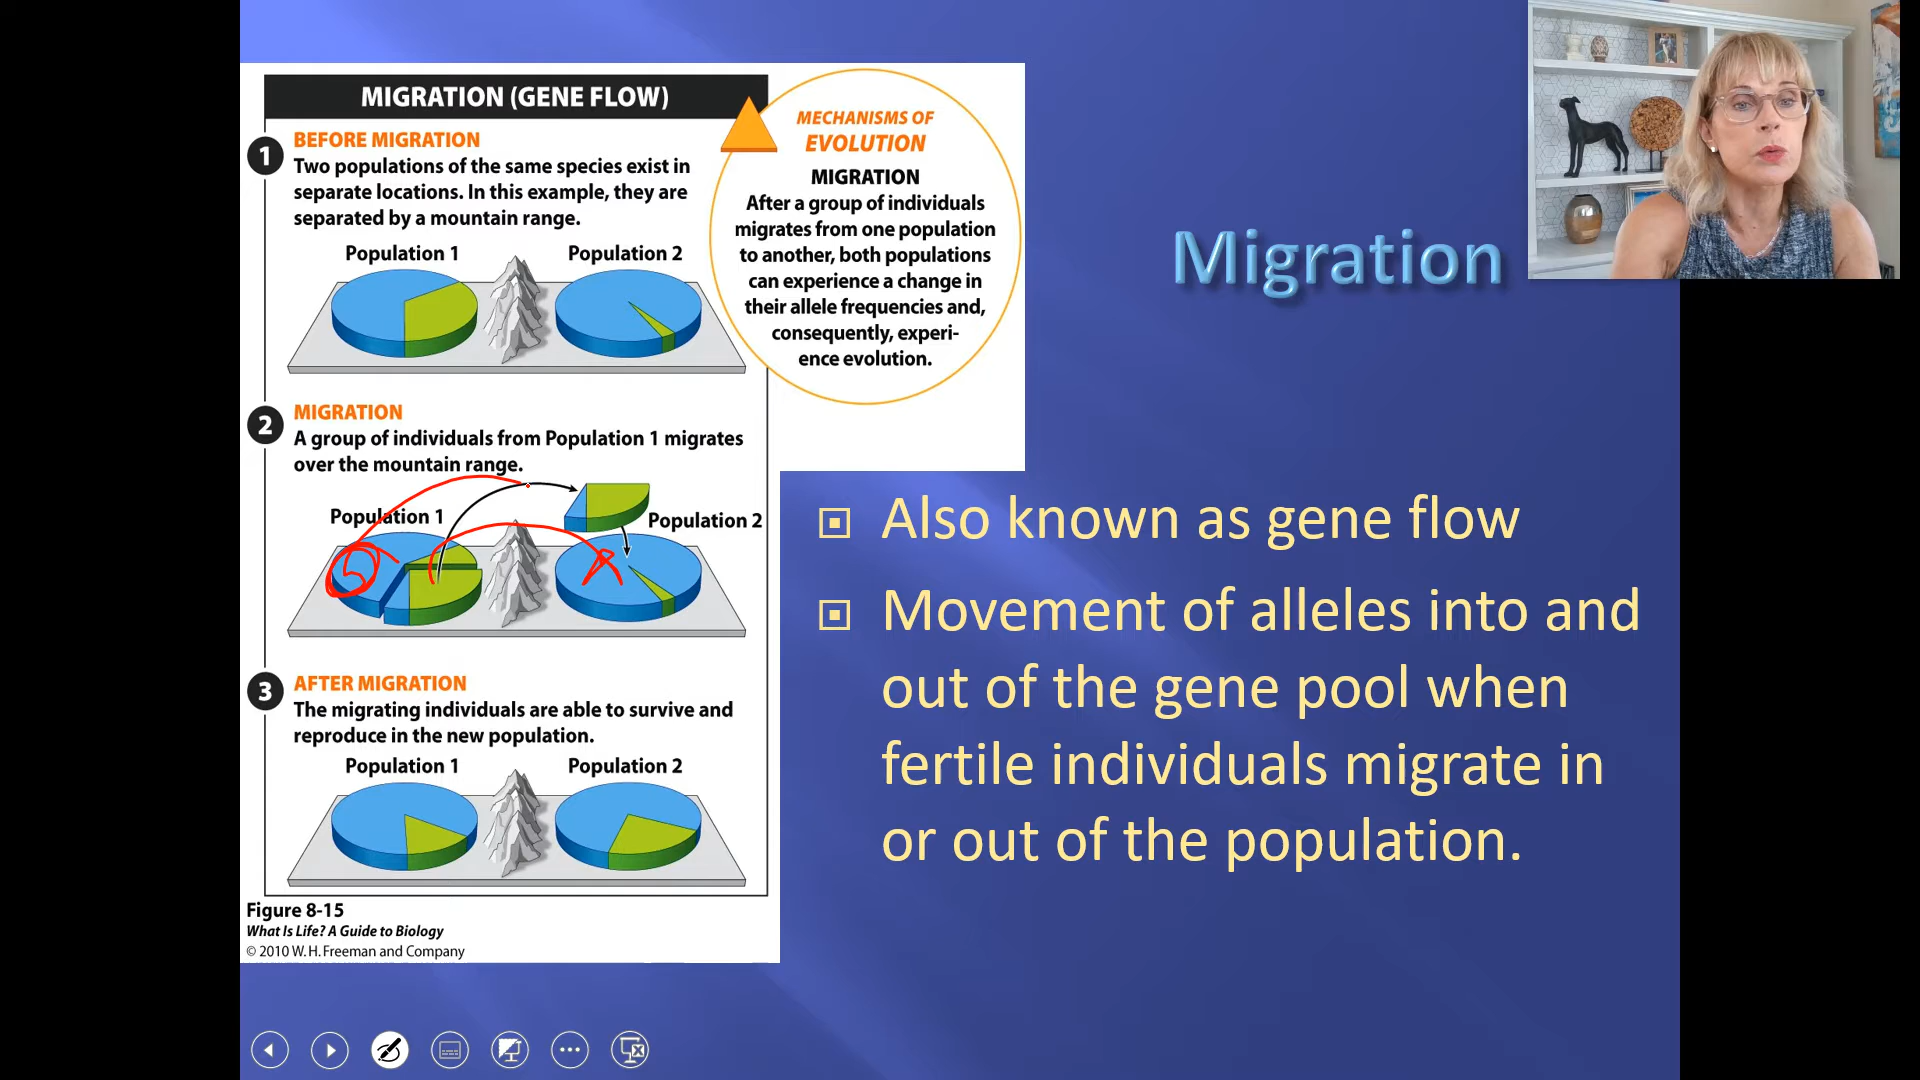 MIGRATION (GENE FLOW)
1
BEFORE MIGRATION
Two populations of the same species exist in
separate locations. In this example, they are
separated by a mountain range.
Population 1
Population 2
MECHANISMS OF
EVOLUTION
MIGRATION
After a group of individuals
migrates from one population
to another, both populations
can experience a change in
their allele frequencies and,
consequently, experi-
ence evolution.
2
MIGRATION
A group of individuals from Population 1 migrates
over the mountain range.
Population 1
Population 2
3
AFTER MIGRATION
The migrating individuals are able to survive and
reproduce in the new population.
Population 1
Population 2
Figure 8-15
What Is Life? A Guide to Biology
© 2010 W. H. Freeman and Company
Migration
Also known as gene flow
Movement of alleles into and
out of the gene pool when
fertile individuals migrate in
or out of the population.